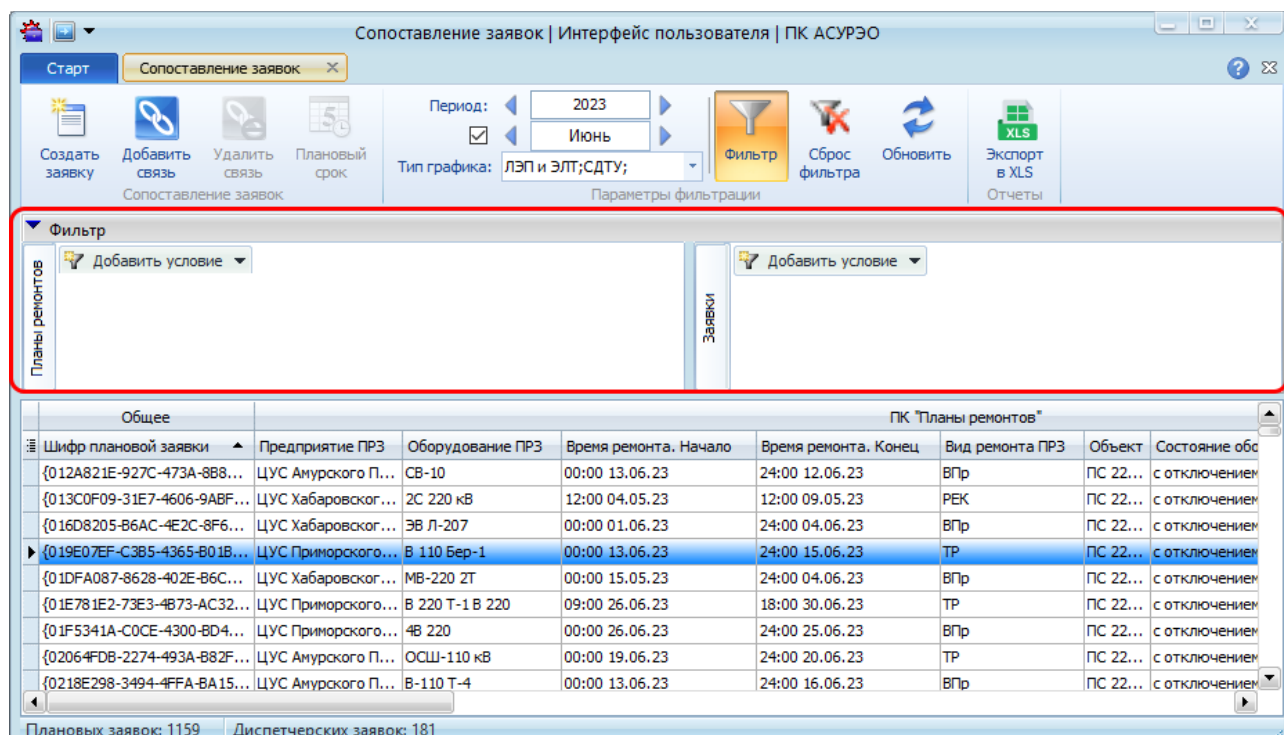 Сопоставление заявок | Интерфейс пользователя | ПК АСУРЭО
Старт Сопоставление заявок
Создать заявку Добавить связь Удалить связь Плановый срок
Сопоставление заявок
Период: 2023
Июнь
Тип графика: ЛЭП и ЭЛТ;СДТУ;
Фильтр Сброс фильтра Обновить
Параметры фильтрации
XLS
Экспорт в XLS
Отчеты
Фильтр
Планы ремонтов
Добавить условие
Заявки
Добавить условие
Общее ПК "Планы ремонтов"
Шифр плановой заявки Предприятие ПРЗ Оборудование ПРЗ Время ремонта. Начало Время ремонта. Конец Вид ремонта ПРЗ Объект Состояние обо
{012A821E-927C-473A-8B8... ЦУС Амурского П... СВ-10 00:00 13.06.23 24:00 12.06.23 ВПр ПС 22... с отключением
{013C0F09-31E7-4606-9ABF... ЦУС Хабаровског... 2С 220 кВ 12:00 04.05.23 12:00 09.05.23 РЕК ПС 22... с отключением
{016D8205-B6AC-4E2C-8F6... ЦУС Хабаровског... ЭВ Л-207 00:00 01.06.23 24:00 04.06.23 ВПр ПС 22... с отключением
{019E07EF-C3B5-4365-B01B... ЦУС Приморского... В 110 Бер-1 00:00 13.06.23 24:00 15.06.23 ТР ПС 22... с отключением
{01DFA087-8628-402E-B6C... ЦУС Хабаровског... МВ-220 2Т 00:00 15.05.23 24:00 04.06.23 ВПр ПС 22... с отключением
{01E781E2-73E3-4B73-AC32... ЦУС Приморского... В 220 Т-1 В 220 09:00 26.06.23 18:00 30.06.23 ТР ПС 22... с отключением
{01F5341A-C0CE-4300-BD4... ЦУС Приморского... 4В 220 00:00 26.06.23 24:00 25.06.23 ВПр ПС 22... с отключением
{02064FDB-2274-493A-B82F... ЦУС Амурского П... ОСШ-110 кВ 00:00 19.06.23 24:00 20.06.23 ТР ПС 22... с отключением
{0218E298-3494-4FFA-BA15... ЦУС Амурского П... В-110 Т-4 00:00 13.06.23 24:00 16.06.23 ВПр ПС 22... с отключением
Плановых заявок: 1159 Диспетчерских заявок: 181